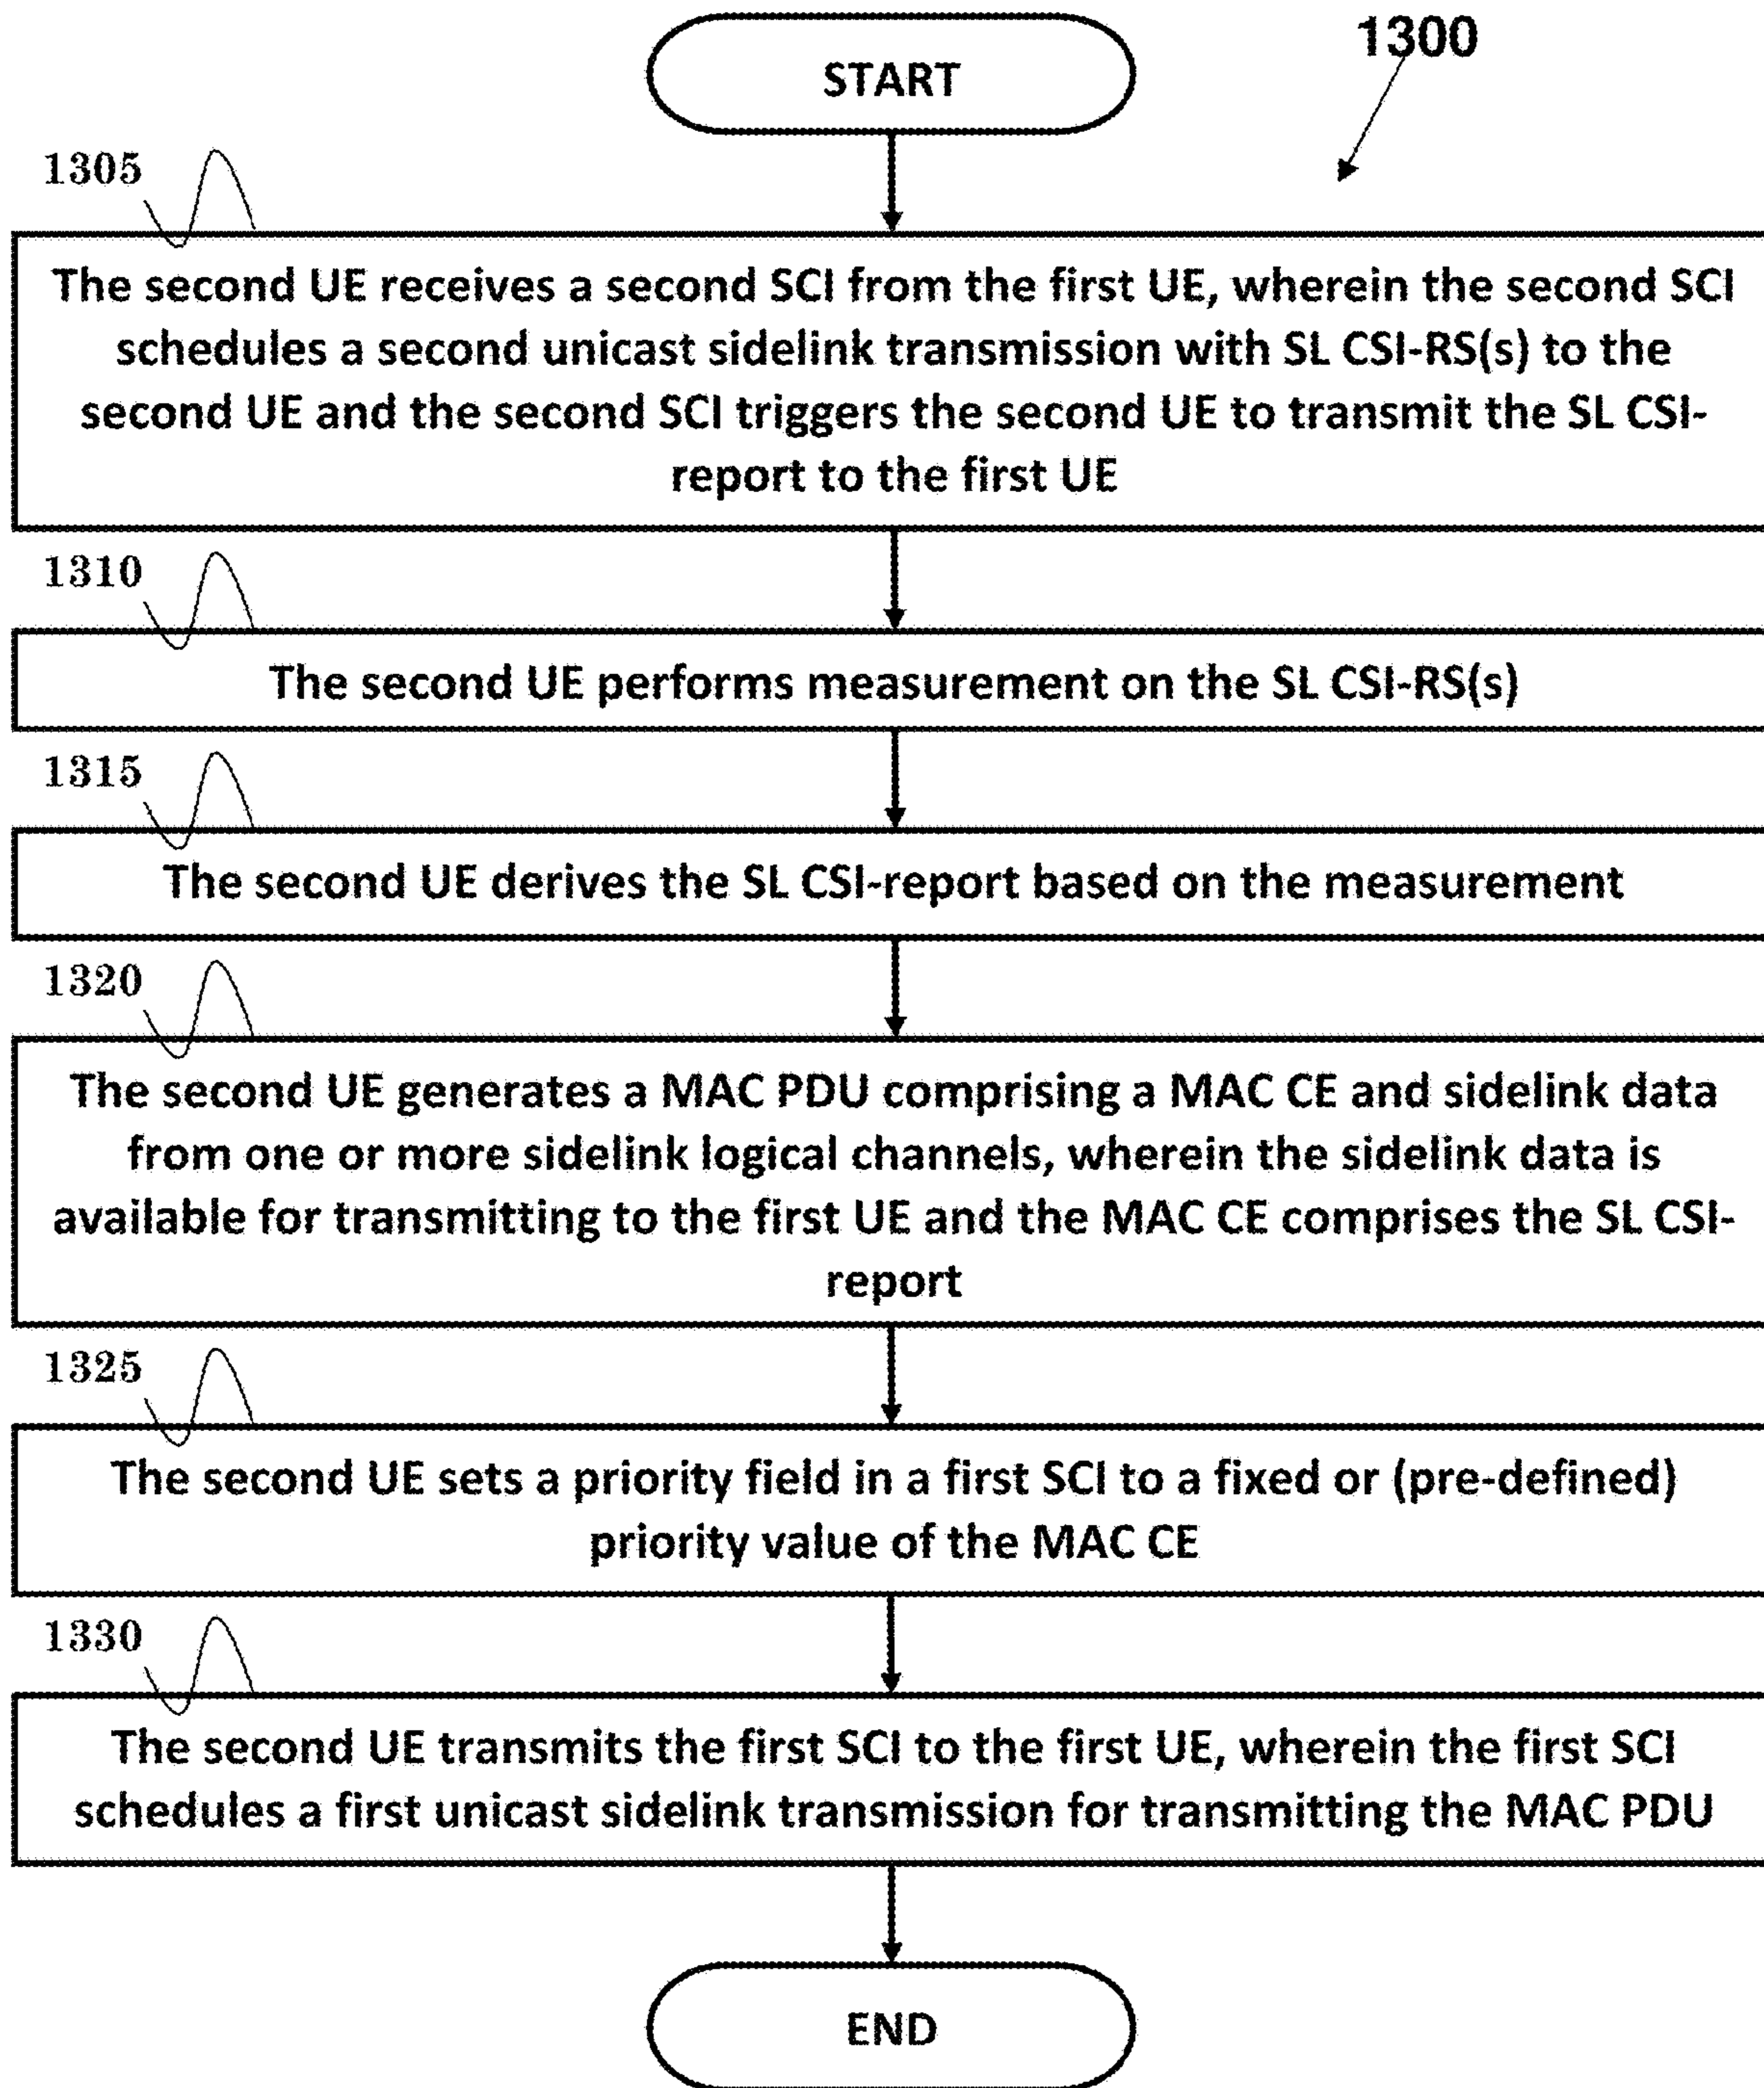 START
1300
1305
The second UE receives a second SCI from the first UE, wherein the second SCI
schedules a second unicast sidelink transmission with SL CSI-RS(s) to the
second UE and the second SCI triggers the second UE to transmit the SL CSI-
report to the first UE
1310
The second UE performs measurement on the SL CSI-RS(s)
1315
The second UE derives the SL CSI-report based on the measurement
1320
The second UE generates a MAC PDU comprising a MAC CE and sidelink data
from one or more sidelink logical channels, wherein the sidelink data is
available for transmitting to the first UE and the MAC CE comprises the SL CSI-
report
1325
The second UE sets a priority field in a first SCI to a fixed or (pre-defined)
priority value of the MAC CE
1330
The second UE transmits the first SCI to the first UE, wherein the first SCI
schedules a first unicast sidelink transmission for transmitting the MAC PDU
END